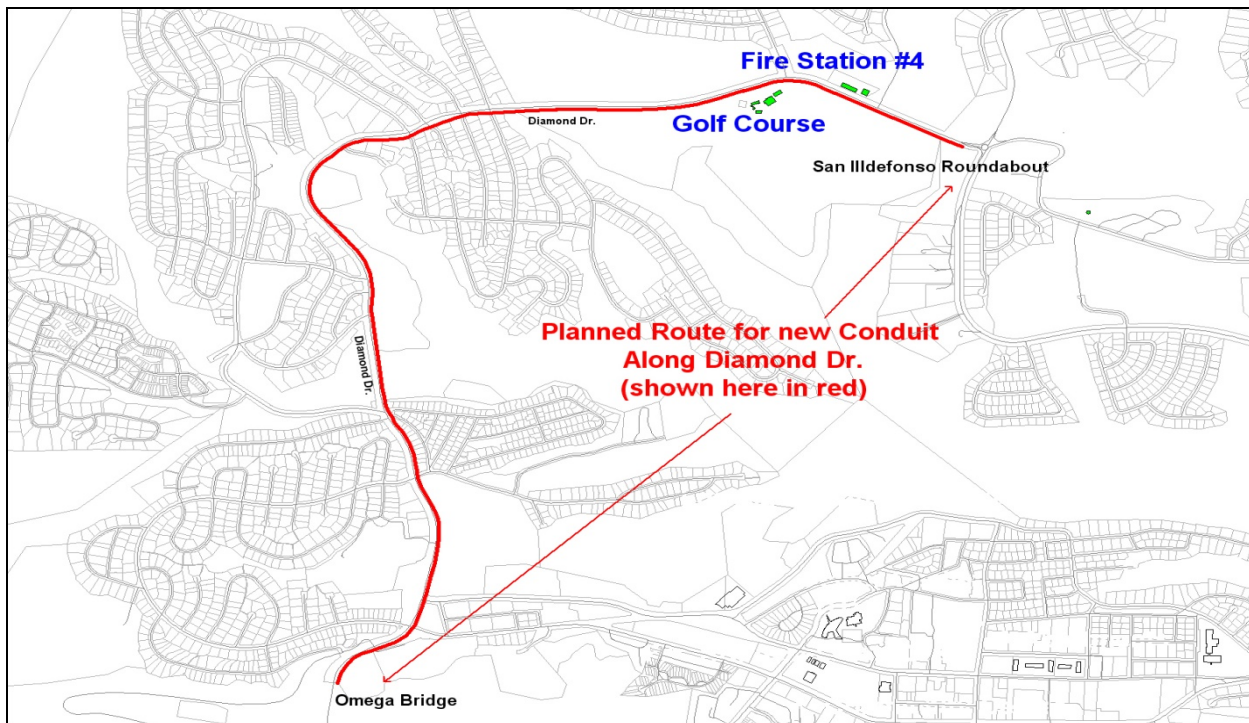 Fire Station #4
Diamond Dr.
Golf Course
San Illdefonso Roundabout
Planned Route for new Conduit
Along Diamond Dr.
(shown here in red)
Diamond Dr.
Omega Bridge